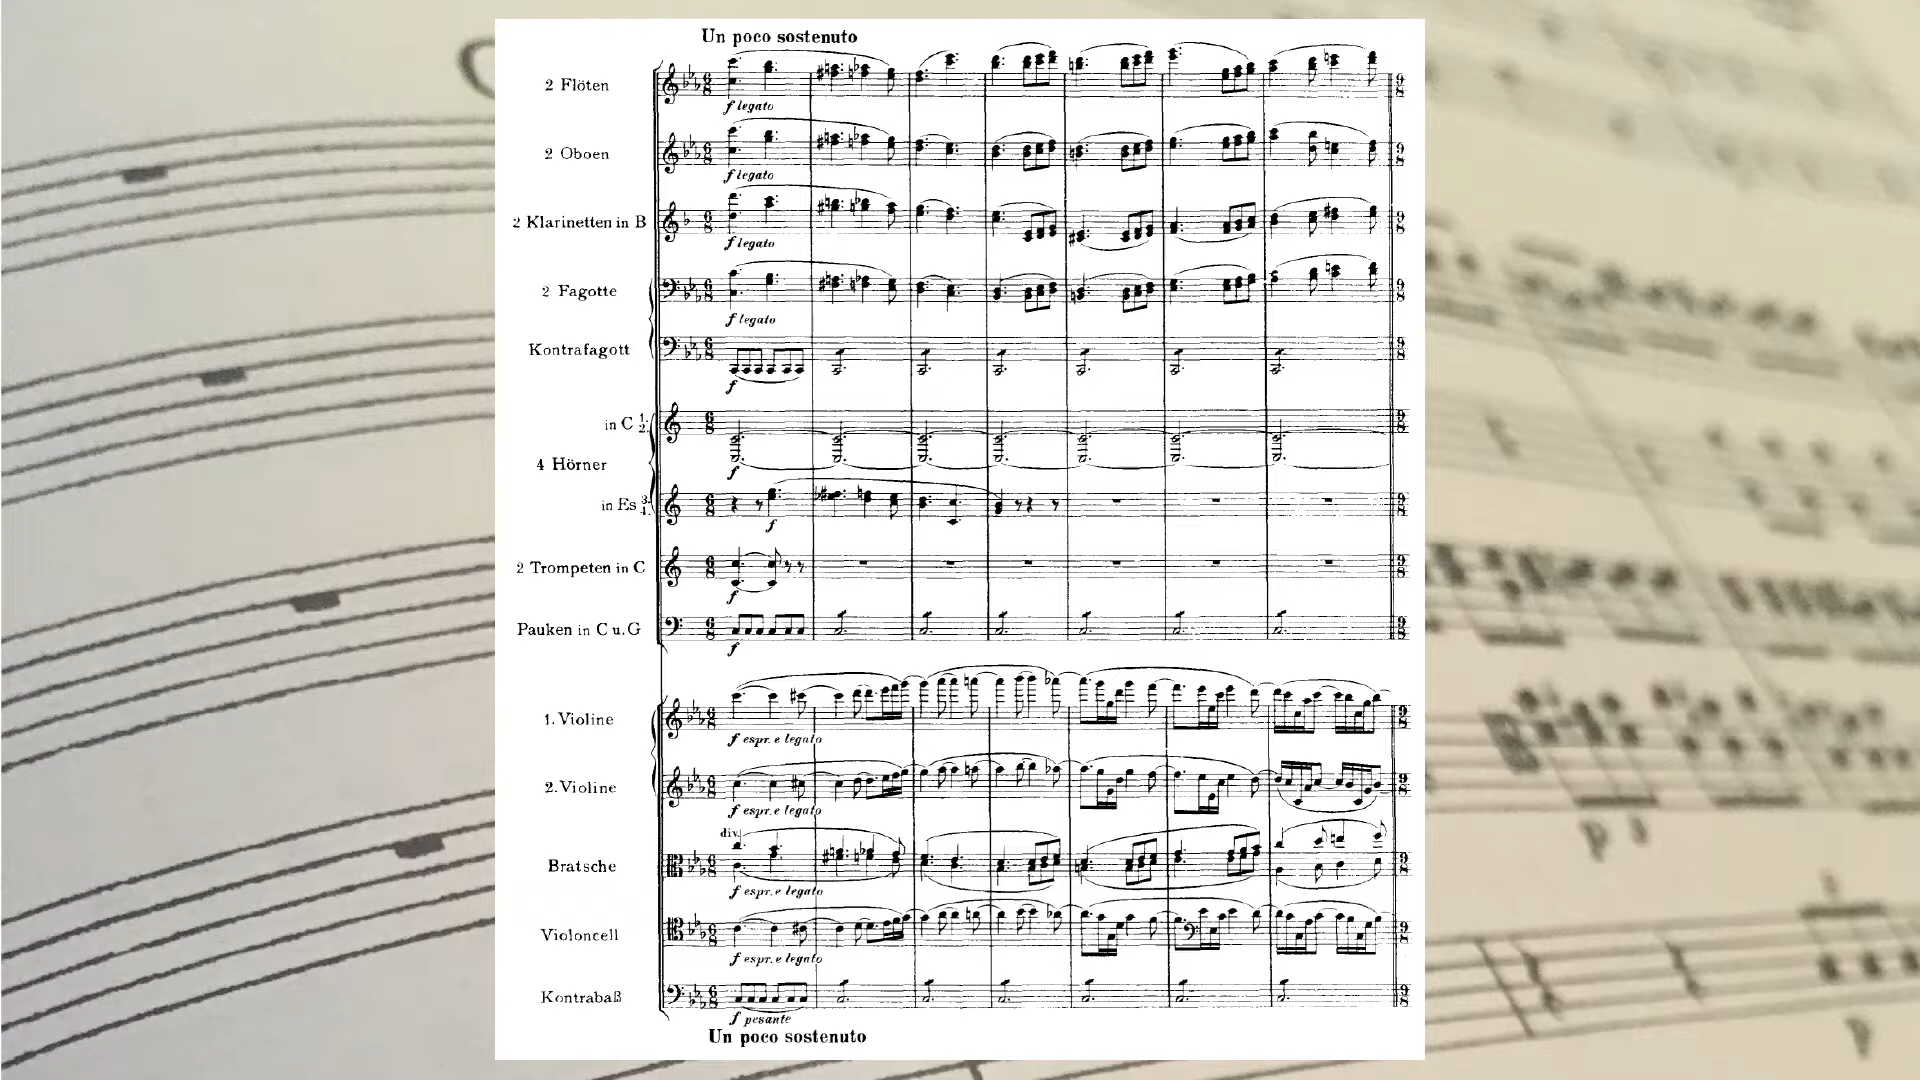 Un poco sostenuto
2 Flöten
f legato
2 Oboen
f legato
2 Klarinetten in B
f legato
2 Fagotte
f legato
Kontrafagott
f
in C 1. 2.
4 Hörner
f
in Es 3. 4.
f
2 Trompeten in C
f
Pauken in C u. G
f
1. Violine
f espr. e legato
2. Violine
f espr. e legato
div.
Bratsche
f espr. e legato
Violoncell
f espr. e legato
Kontrabaß
f pesante
Un poco sostenuto